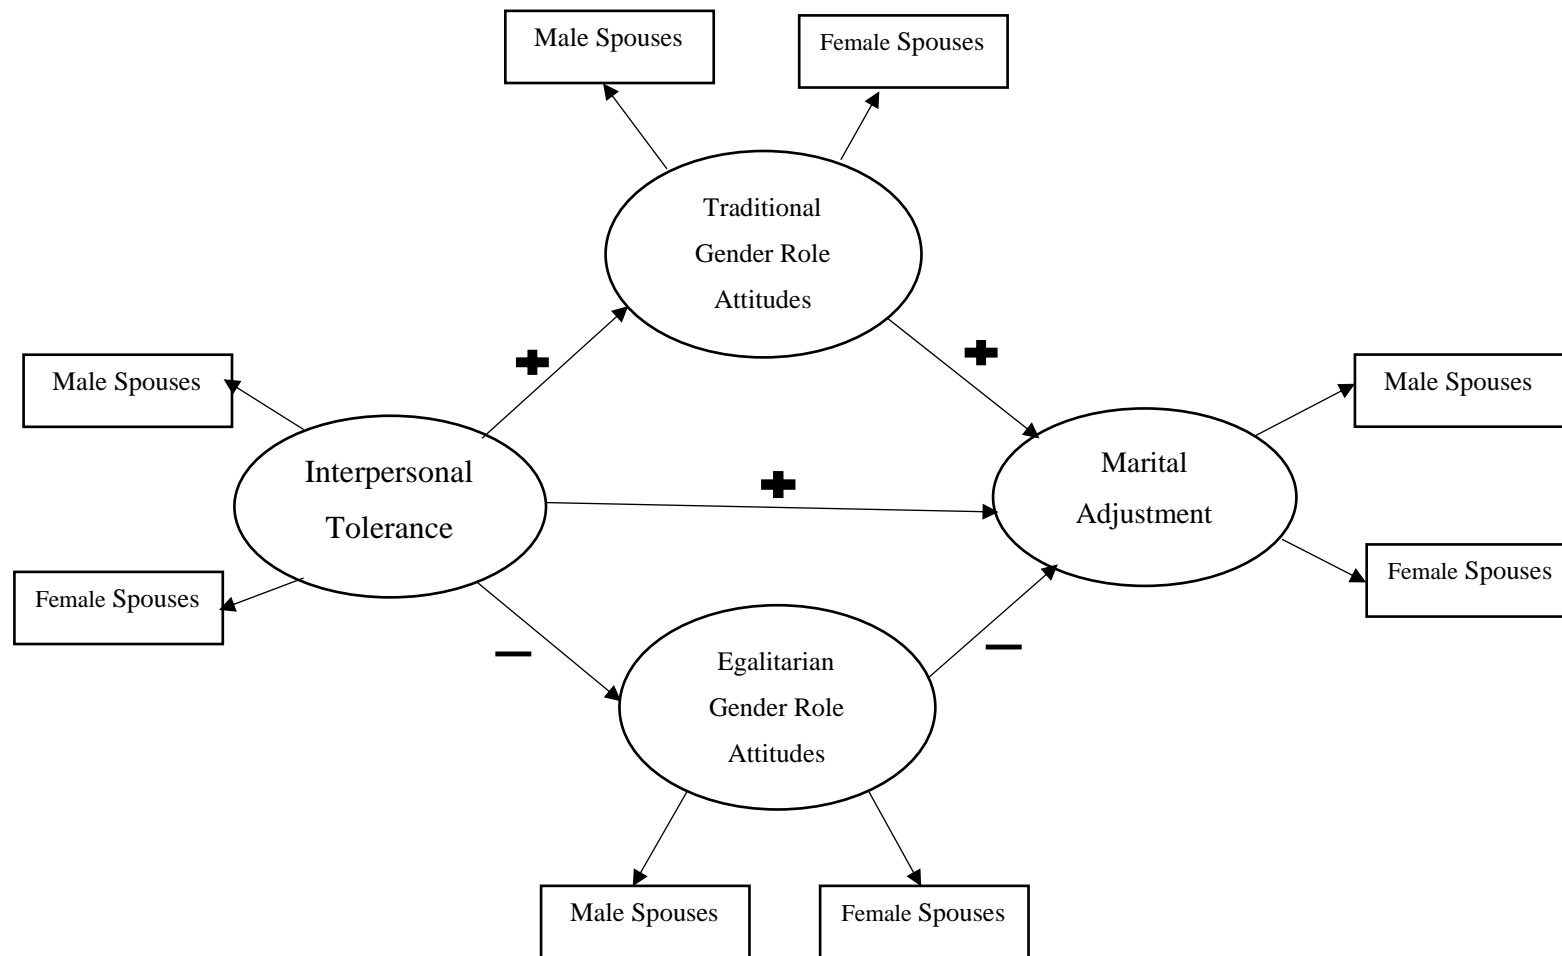 Male Spouses
Female Spouses
Traditional
Gender Role
Attitudes
Male Spouses
Interpersonal
Tolerance
Female Spouses
Marital
Adjustment
Male Spouses
Female Spouses
Egalitarian
Gender Role
Attitudes
Male Spouses
Female Spouses